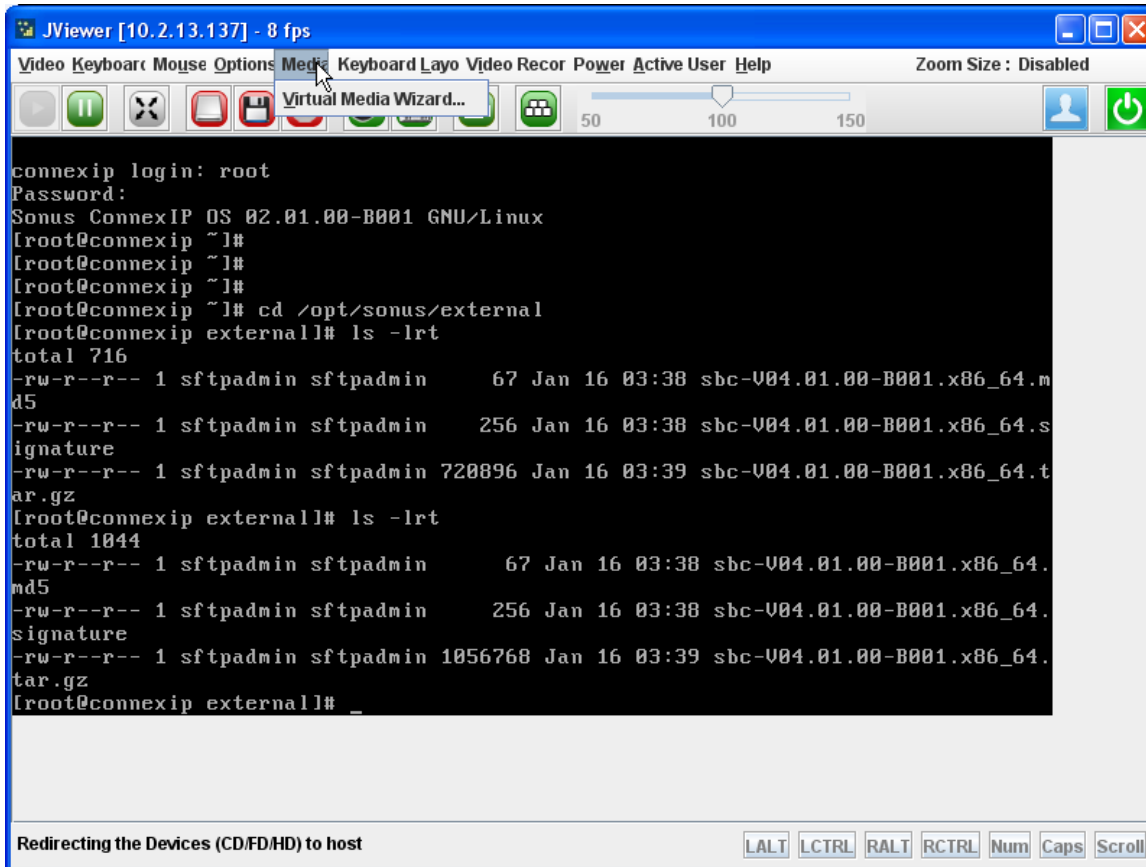 JViewer [10.2.13.137] - 8 fps
Video Keyboard Mouse Options Media Keyboard Layo Video Recor Power Active User Help Zoom Size : Disabled
Virtual Media Wizard...
50 100 150
connexip login: root
Password:
Sonus ConnexIP OS 02.01.00-B001 GNU/Linux
[root@connexip ~]#
[root@connexip ~]#
[root@connexip ~]#
[root@connexip ~]# cd /opt/sonus/external
[root@connexip external]# ls -lrt
total 716
-rw-r--r-- 1 sftpadmin sftpadmin 67 Jan 16 03:38 sbc-V04.01.00-B001.x86_64.m
d5
-rw-r--r-- 1 sftpadmin sftpadmin 256 Jan 16 03:38 sbc-V04.01.00-B001.x86_64.s
ignature
-rw-r--r-- 1 sftpadmin sftpadmin 720896 Jan 16 03:39 sbc-V04.01.00-B001.x86_64.t
ar.gz
[root@connexip external]# ls -lrt
total 1044
-rw-r--r-- 1 sftpadmin sftpadmin 67 Jan 16 03:38 sbc-V04.01.00-B001.x86_64.
md5
-rw-r--r-- 1 sftpadmin sftpadmin 256 Jan 16 03:38 sbc-V04.01.00-B001.x86_64.
signature
-rw-r--r-- 1 sftpadmin sftpadmin 1056768 Jan 16 03:39 sbc-V04.01.00-B001.x86_64.
tar.gz
[root@connexip external]# _
Redirecting the Devices (CD/FD/HD) to host LALT LCTRL RALT RCTRL Num Caps Scroll